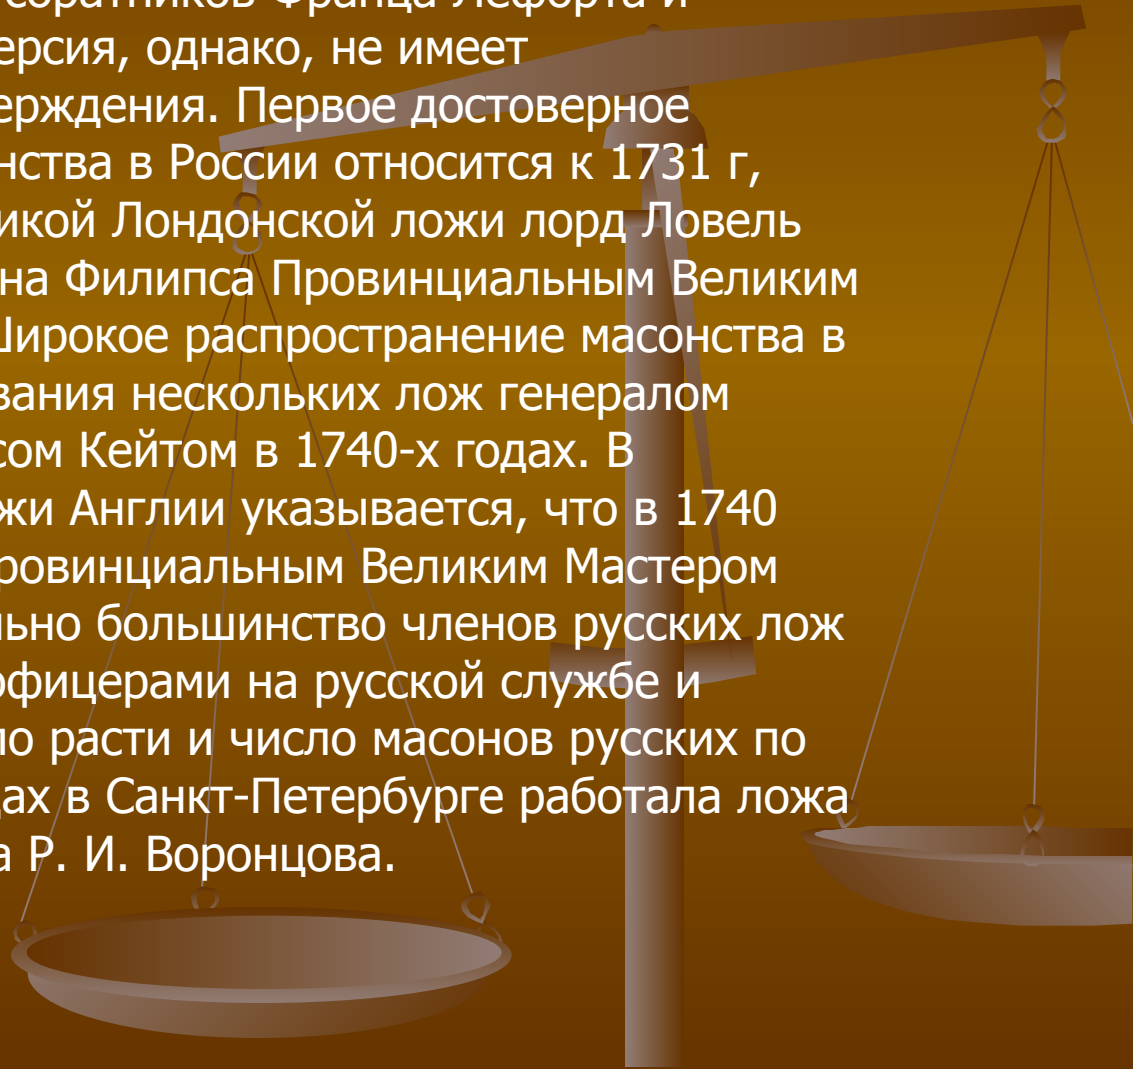 соратников Франца Лефорта и
ерсия, однако, не имеет
ерждения. Первое достоверное
нства в России относится к 1731 г,
икой Лондонской ложи лорд Ловель
на Филипса Провинциальным Великим
Широкое распространение масонства в
вания нескольких лож генералом
сом Кейтом в 1740-х годах. В
жи Англии указывается, что в 1740
ровинциальным Великим Мастером
льно большинство членов русских лож
офицерами на русской службе и
ло расти и число масонов русских по
дах в Санкт-Петербурге работала ложа
а Р. И. Воронцова.